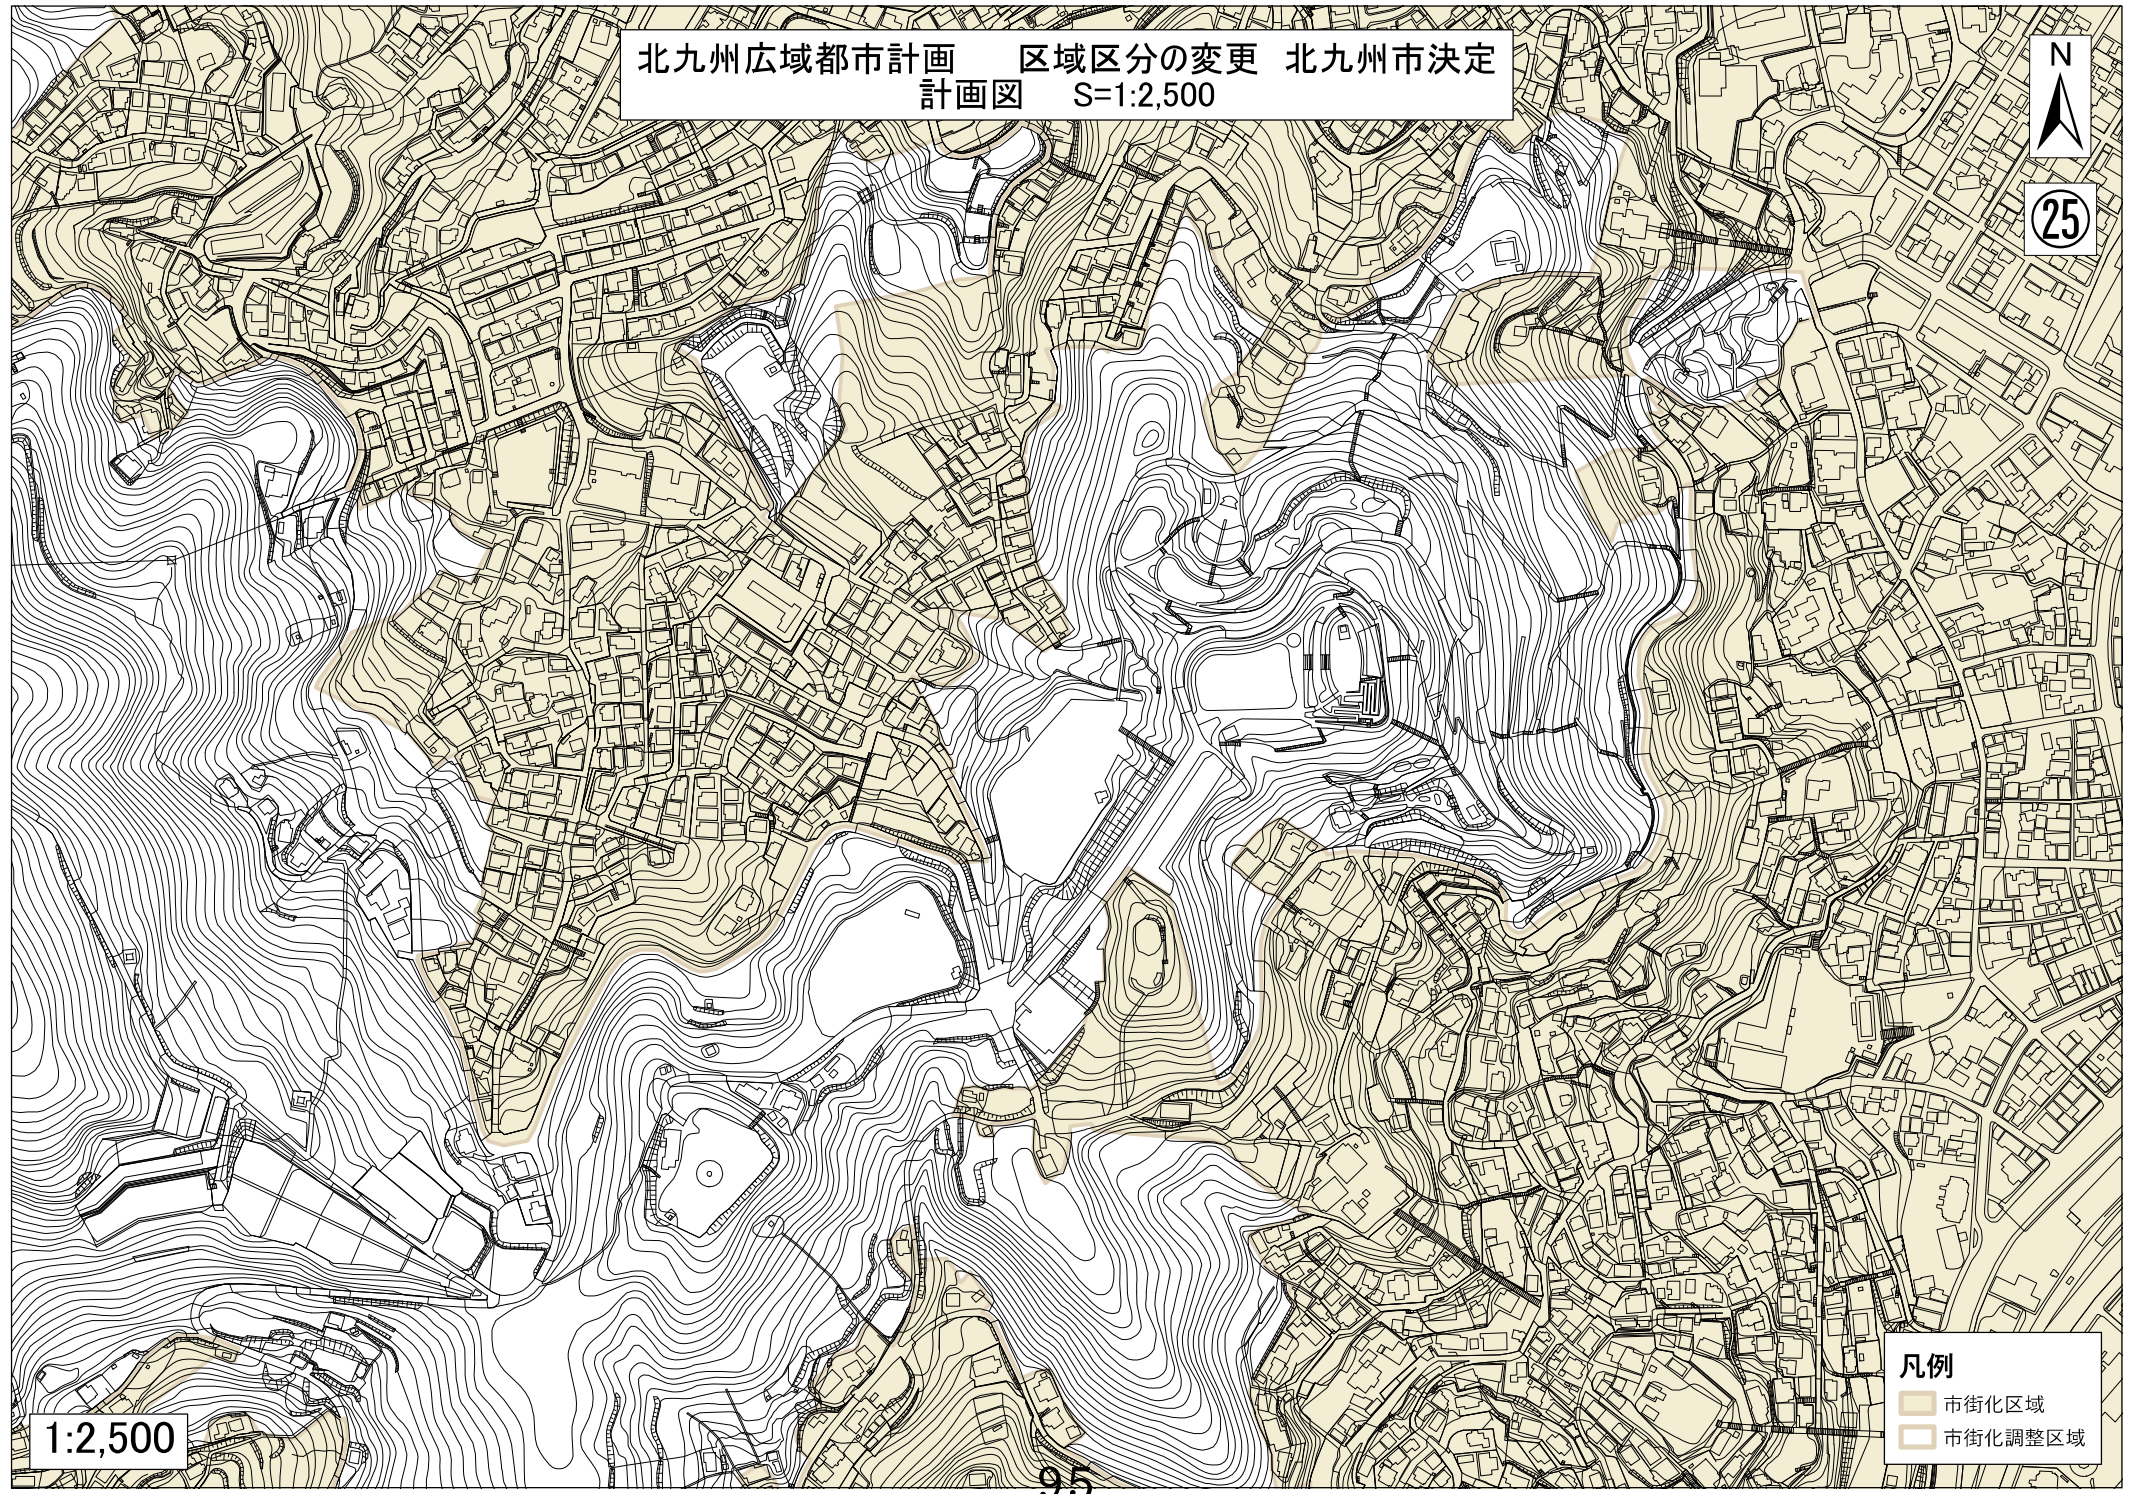 北九州広域都市計画　　区域区分の変更　北九州市決定
計画図　　S=1:2,500
N
㉕
凡例
市街化区域
市街化調整区域
1:2,500
95